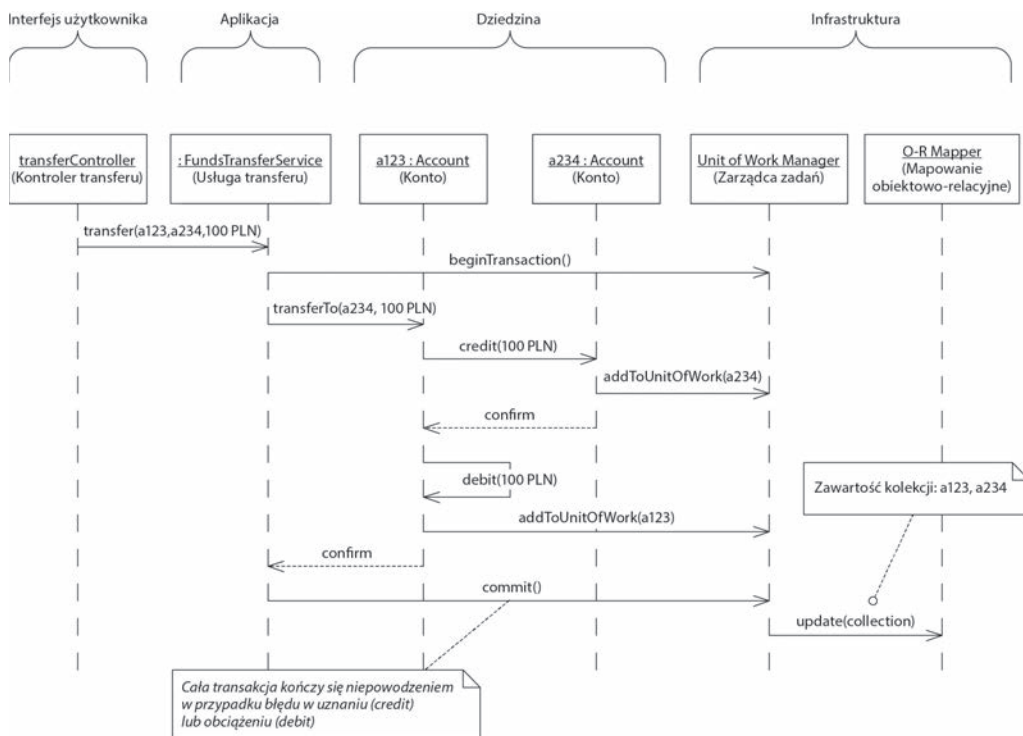 Interfejs użytkownika
Aplikacja
Dziedzina
Infrastruktura
transferController
(Kontroler transferu)
: FundsTransferService
(Usługa transferu)
a123 : Account
(Konto)
a234 : Account
(Konto)
Unit of Work Manager
(Zarządca zadań)
O-R Mapper
(Mapowanie
obiektowo-relacyjne)
transfer(a123,a234,100 PLN)
beginTransaction()
transferTo(a234, 100 PLN)
credit(100 PLN)
addToUnitOfWork(a234)
confirm
debit(100 PLN)
Zawartość kolekcji: a123, a234
addToUnitOfWork(a123)
confirm
commit()
update(collection)
Cała transakcja kończy się niepowodzeniem
w przypadku błędu w uznaniu (credit)
lub obciążeniu (debit)